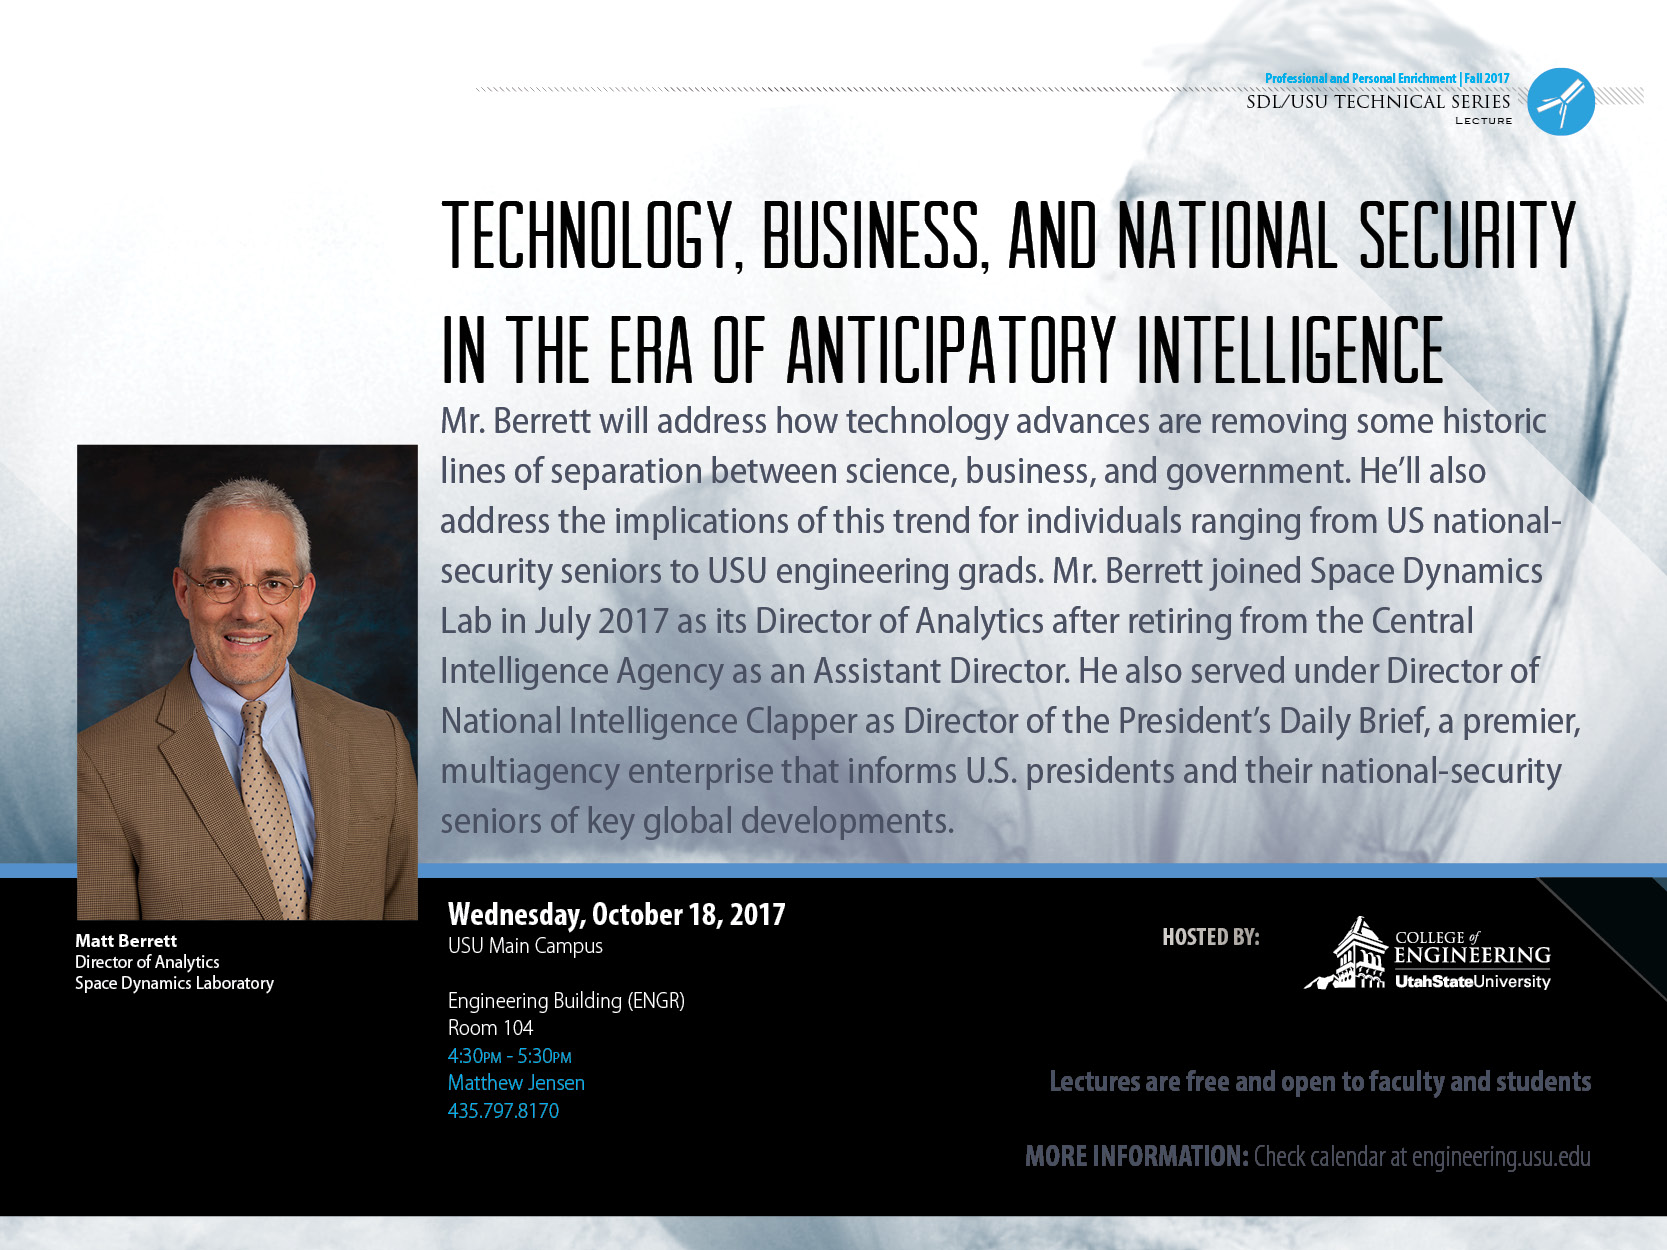 Professional and Personal Enrichment | Fall 2017
SDL/USU TECHNICAL SERIES
LECTURE
TECHNOLOGY, BUSINESS, AND NATIONAL SECURITY
IN THE ERA OF ANTICIPATORY INTELLIGENCE
Mr. Berrett will address how technology advances are removing some historic
lines of separation between science, business, and government. He’ll also
address the implications of this trend for individuals ranging from US national-
security seniors to USU engineering grads. Mr. Berrett joined Space Dynamics
Lab in July 2017 as its Director of Analytics after retiring from the Central
Intelligence Agency as an Assistant Director. He also served under Director of
National Intelligence Clapper as Director of the President’s Daily Brief, a premier,
multiagency enterprise that informs U.S. presidents and their national-security
seniors of key global developments.
Matt Berrett
Director of Analytics
Space Dynamics Laboratory
Wednesday, October 18, 2017
USU Main Campus
Engineering Building (ENGR)
Room 104
4:30PM - 5:30PM
Matthew Jensen
435.797.8170
HOSTED BY:
COLLEGE of
ENGINEERING
UtahStateUniversity
Lectures are free and open to faculty and students
MORE INFORMATION: Check calendar at engineering.usu.edu